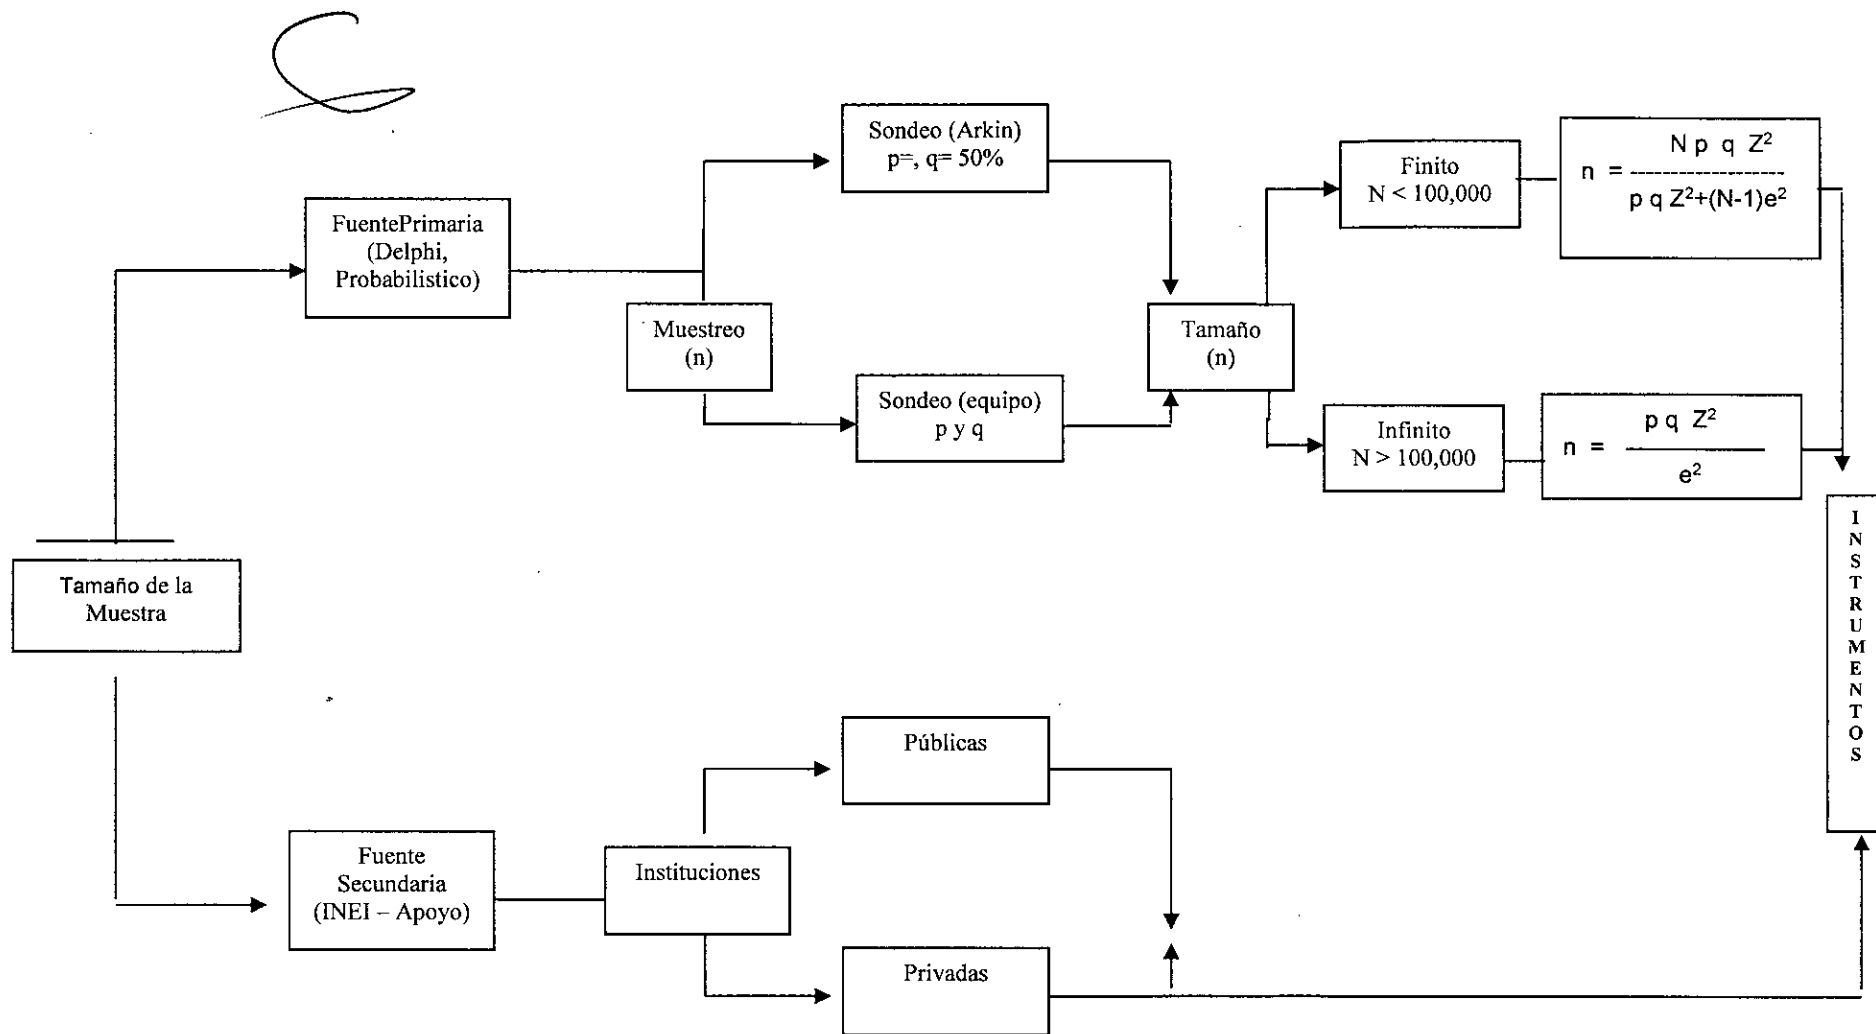 Sondeo (Arkin)
p=, q= 50%
Finito
N < 100,000
N p q Z²
n = -------------------
p q Z²+(N-1)e²
FuentePrimaria
(Delphi,
Probabilistico)
Muestreo
(n)
Tamaño
(n)
Sondeo (equipo)
p y q
Infinito
N > 100,000
p q Z²
n =
e²
Tamaño de la
Muestra
I
N
S
T
R
U
M
E
N
T
O
S
Públicas
Fuente
Secundaria
(INEI – Apoyo)
Instituciones
Privadas